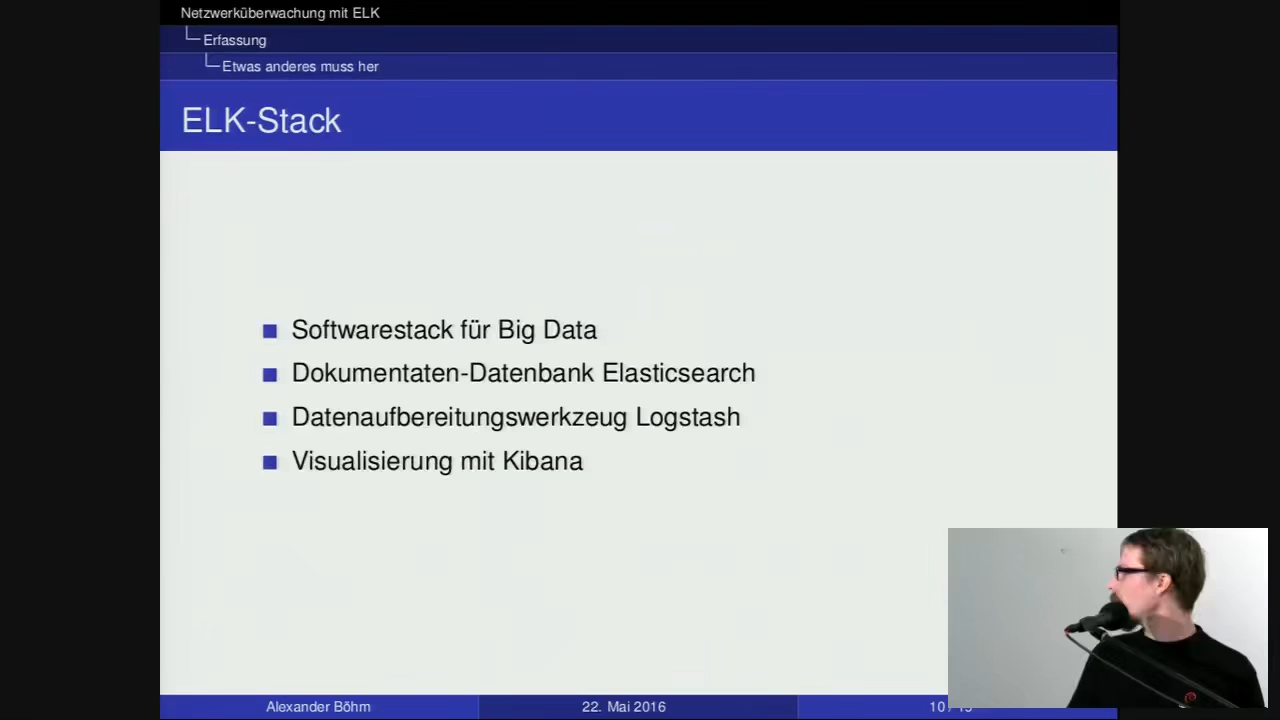 Netzwerküberwachung mit ELK
Erfassung
Etwas anderes muss her
ELK-Stack
Softwarestack für Big Data
Dokumentaten-Datenbank Elasticsearch
Datenaufbereitungswerkzeug Logstash
Visualisierung mit Kibana
Alexander Böhm
22. Mai 2016
10 /